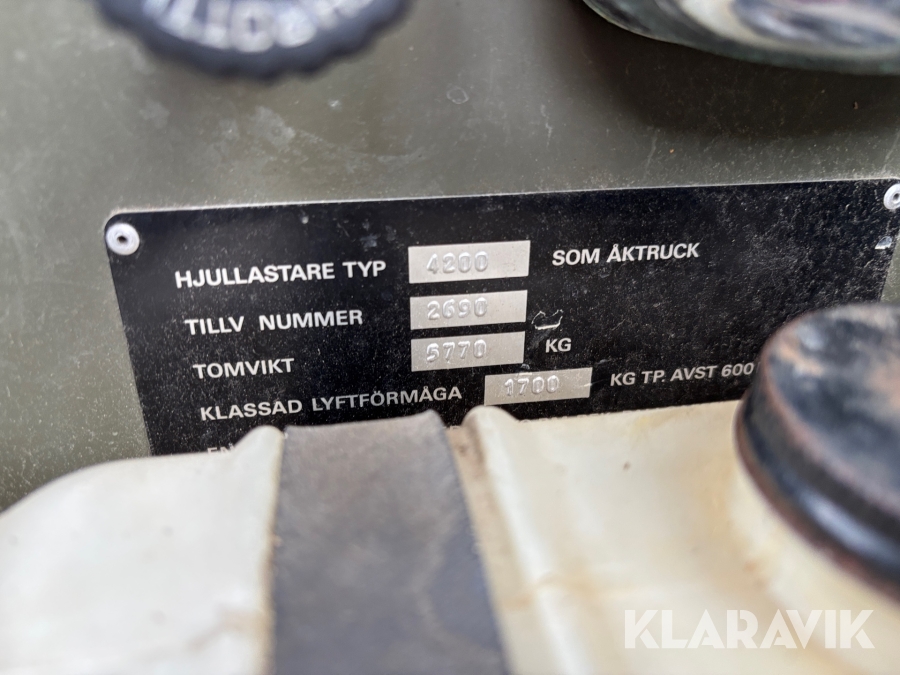 HJULLASTARE TYP 4200 SOM ÅKTRUCK
TILLV NUMMER 2690
TOMVIKT 5770 KG
KLASSAD LYFTFÖRMÅGA 1700 KG TP. AVST 600
KLARAVIK